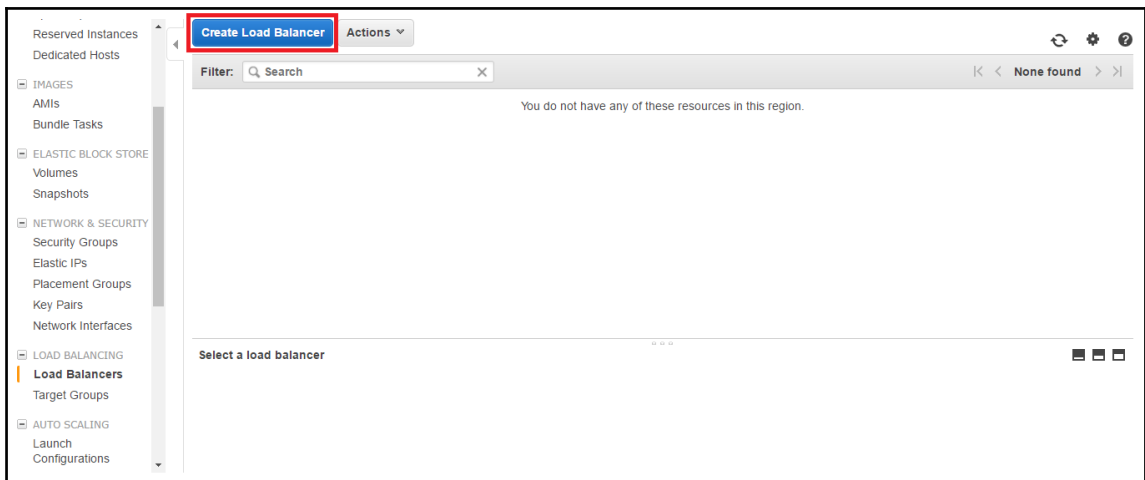 Reserved Instances
Dedicated Hosts
IMAGES
AMIs
Bundle Tasks
ELASTIC BLOCK STORE
Volumes
Snapshots
NETWORK & SECURITY
Security Groups
Elastic IPs
Placement Groups
Key Pairs
Network Interfaces
LOAD BALANCING
Load Balancers
Target Groups
AUTO SCALING
Launch
Configurations
Create Load Balancer Actions
Filter: Search None found
You do not have any of these resources in this region.
Select a load balancer